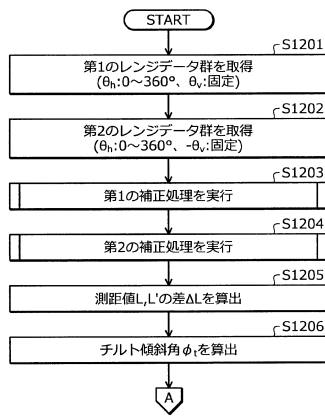 START
S1201
第1のレンジデータ群を取得
(θh:0～360°、θv:固定)
S1202
第2のレンジデータ群を取得
(θh:0～360°、-θv:固定)
S1203
第1の補正処理を実行
S1204
第2の補正処理を実行
S1205
測距値L,L'の差ΔLを算出
S1206
チルト傾斜角φtを算出
A